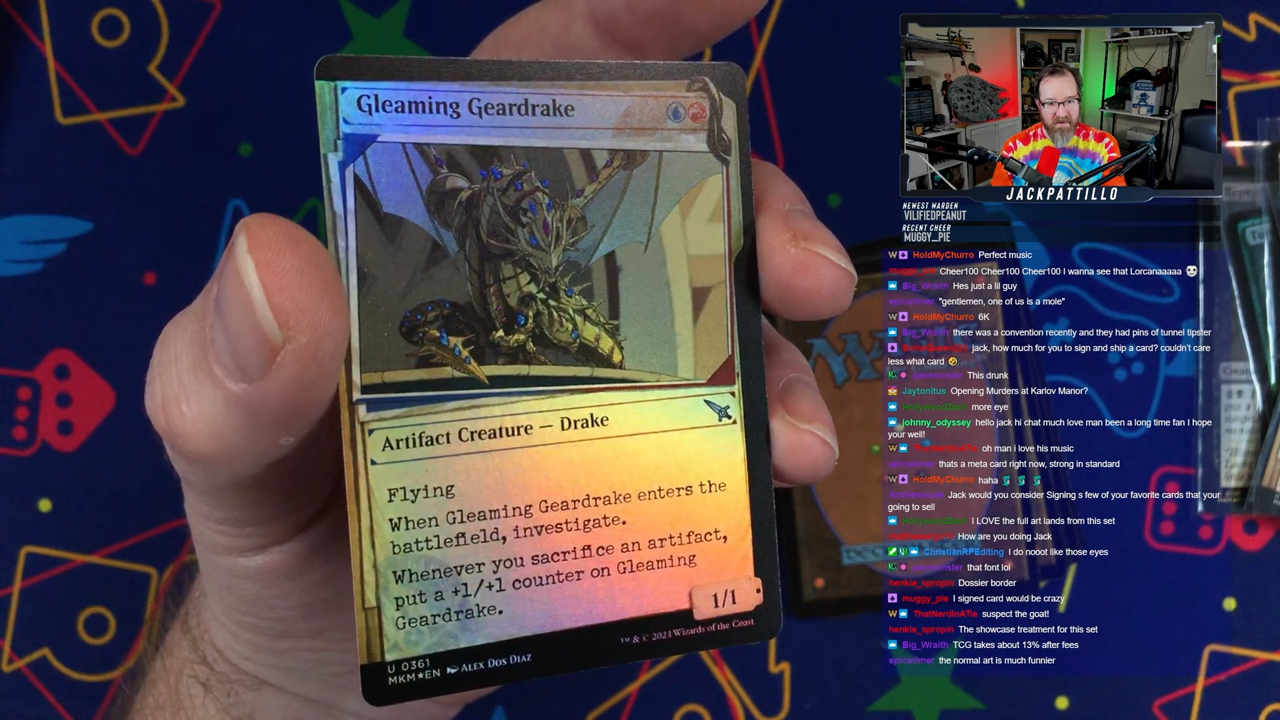 Gleaming Geardrake
Artifact Creature — Drake
Flying
When Gleaming Geardrake enters the
battlefield, investigate.
Whenever you sacrifice an artifact,
put a +1/+1 counter on Gleaming
Geardrake.
1/1
U 0361
MKM★EN ALEX DOS DIAZ
™ & © 2024 Wizards of the Coast
JACKPATTILLO
NEWEST WARDEN
VILIFIEDPEANUT
RECENT CHEER
MUGGY_PIE
HoldMyChurro Perfect music
muggy_pie Cheer100 Cheer100 Cheer100 I wanna see that Lorcanaaaaa
Big_Wraith Hes just a lil guy
epicwilmer "gentlemen, one of us is a mole"
HoldMyChurro 6K
Big_Wraith there was a convention recently and they had pins of tunnel tipster
jack, how much for you to sign and ship a card? couldn't care
less what card
This drunk
Jaytonitus Opening Murders at Karlov Manor?
more eye
johnny_odyssey hello jack hi chat much love man been a long time fan I hope
your well!
ThatNerdInATie oh man i love his music
epicwilmer thats a meta card right now, strong in standard
HoldMyChurro haha
Jack would you consider Signing s few of your favorite cards that your
going to sell
I LOVE the full art lands from this set
How are you doing Jack
ChristianRPEditing I do nooot like those eyes
that font lol
henkie_spropin Dossier border
muggy_pie I signed card would be crazy
ThatNerdInATie suspect the goat!
henkie_spropin The showcase treatment for this set
Big_Wraith TCG takes about 13% after fees
epicwilmer the normal art is much funnier